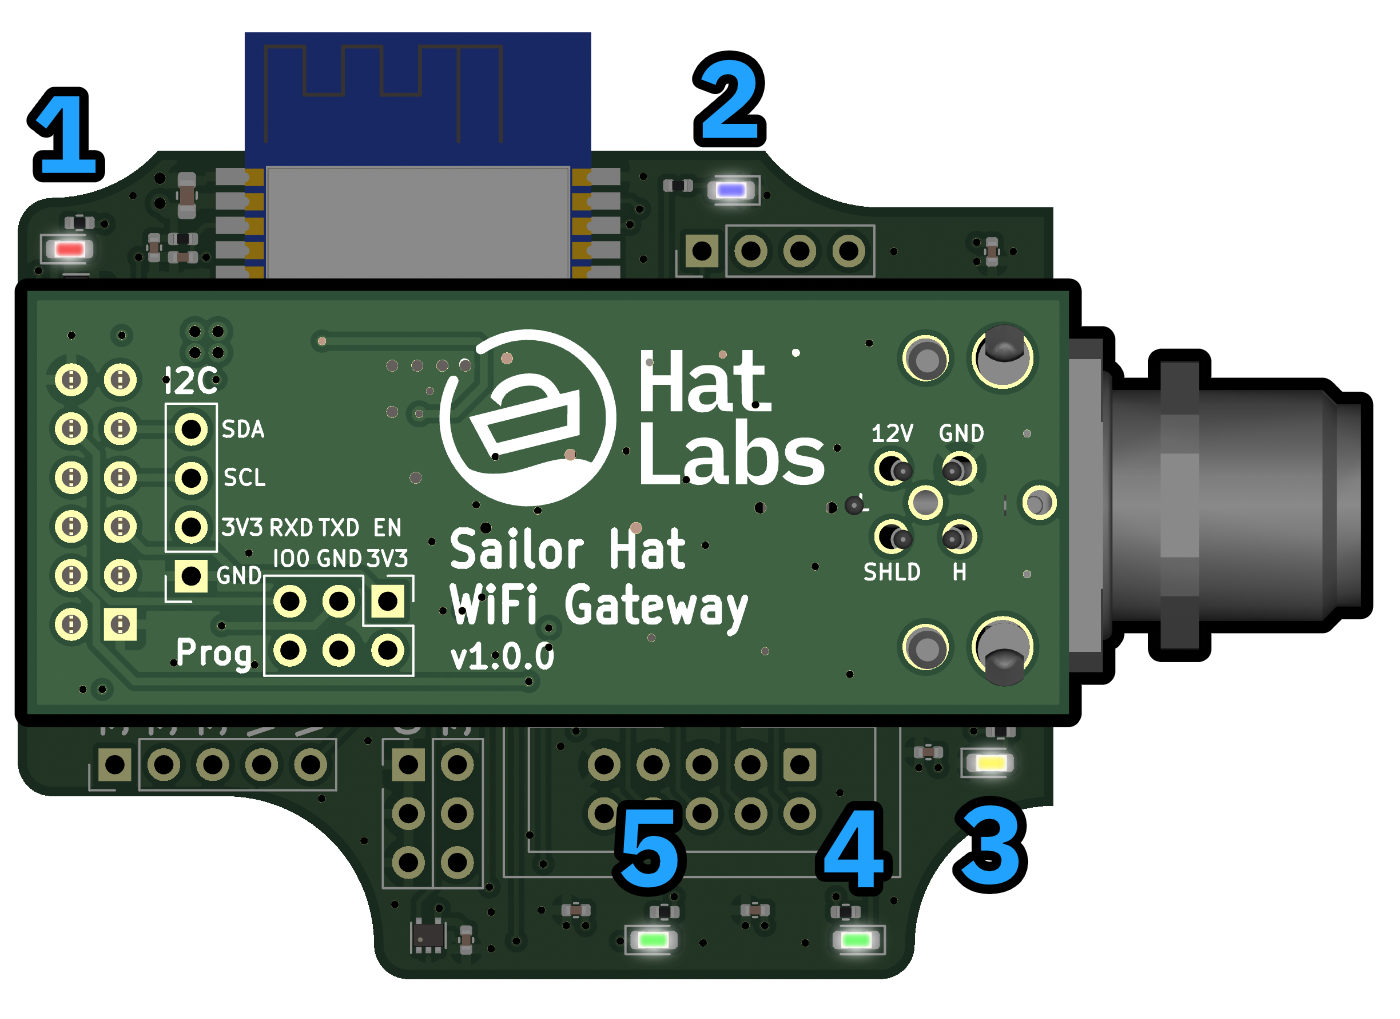 1
2
I2C
SDA
SCL
3V3 RXD TXD EN
IO0 GND 3V3
GND
Prog
Hat
Labs
Sailor Hat
WiFi Gateway
v1.0.0
12V GND
SHLD H
5
4
3